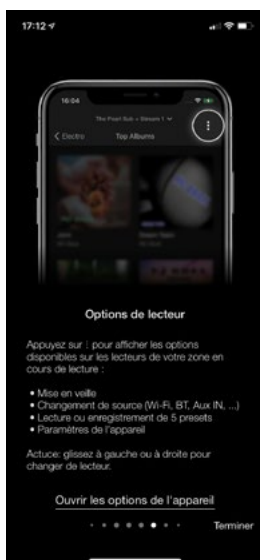 17:12
16:04
The Pearl Sub + Stream 1
Electro
Top Albums
Options de lecteur
Appuyez sur ⋮ pour afficher les options
disponibles sur les lecteurs de votre zone en
cours de lecture :
• Mise en veille
• Changement de source (Wi-Fi, BT, Aux IN, ...)
• Lecture ou enregistrement de 5 presets
• Paramètres de l'appareil
Actuce: glissez à gauche ou à droite pour
changer de lecteur.
Ouvrir les options de l'appareil
Terminer